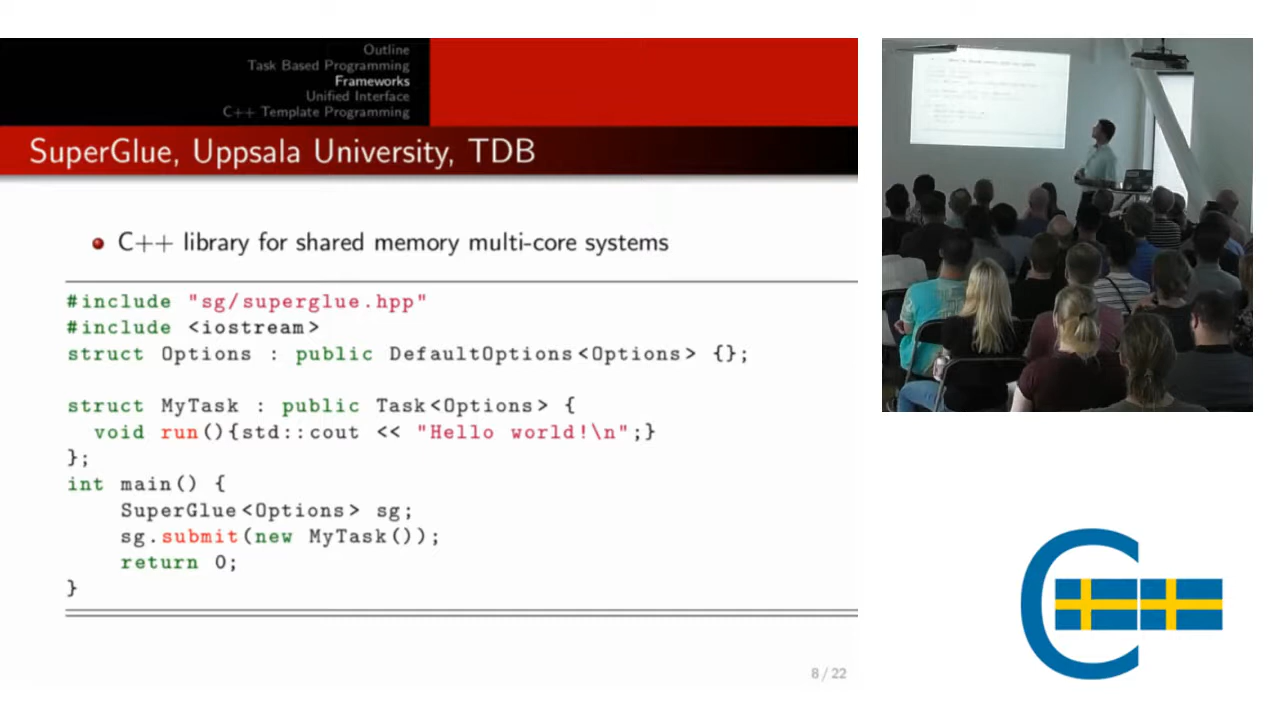 Outline
Task Based Programming
Frameworks
Unified Interface
C++ Template Programming
SuperGlue, Uppsala University, TDB
C++ library for shared memory multi-core systems
#include "sg/superglue.hpp"
#include <iostream>
struct Options : public DefaultOptions<Options> {};
struct MyTask : public Task<Options> {
  void run(){std::cout << "Hello world!\n";}
};
int main() {
    SuperGlue<Options> sg;
    sg.submit(new MyTask());
    return 0;
}
8 / 22
C